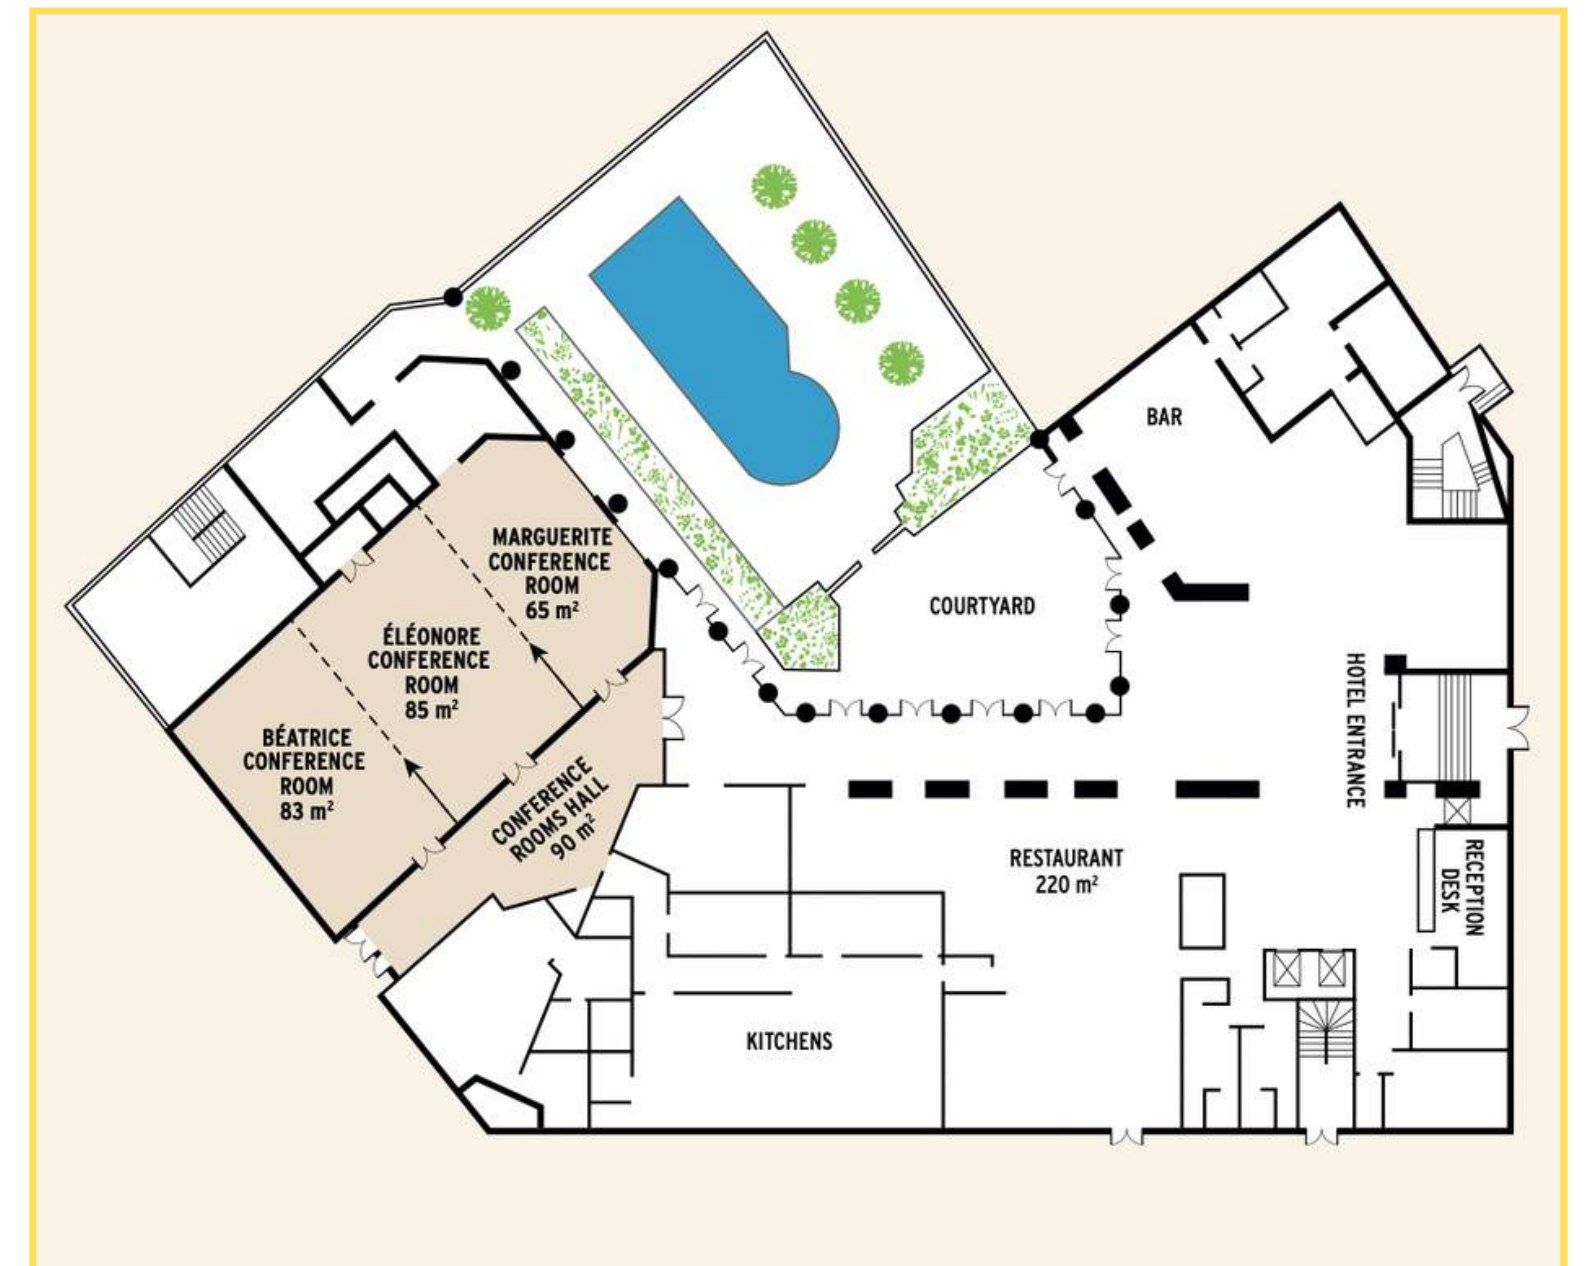 BAR
MARGUERITE
CONFERENCE
ROOM
65 m²
COURTYARD
ÉLÉONORE
CONFERENCE
ROOM
85 m²
BÉATRICE
CONFERENCE
ROOM
83 m²
HOTEL ENTRANCE
CONFERENCE
ROOMS HALL
90 m²
RESTAURANT
220 m²
RECEPTION
DESK
KITCHENS